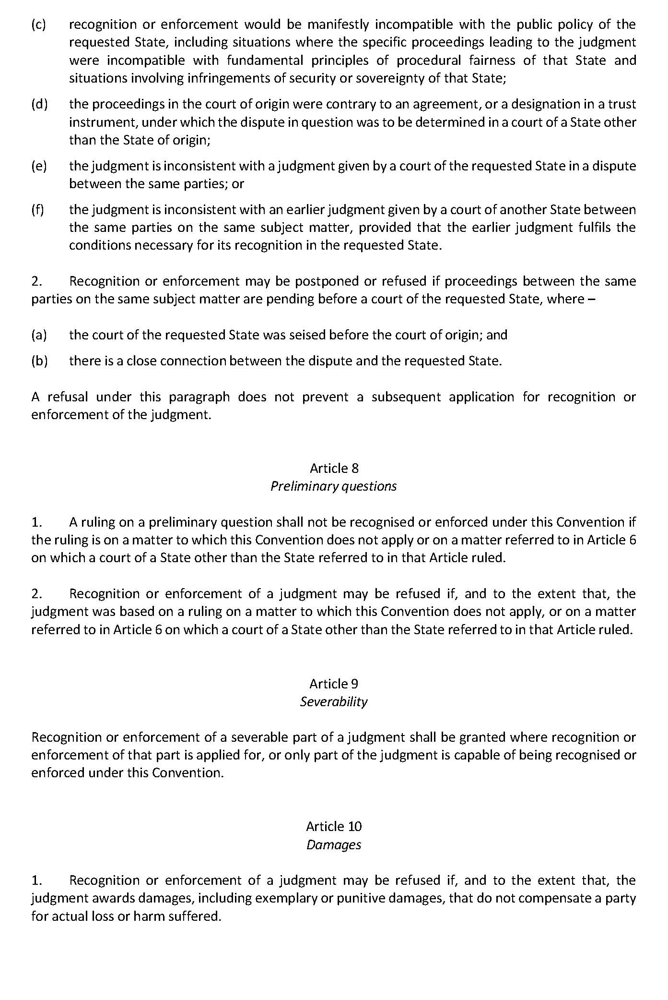 (c) recognition or enforcement would be manifestly incompatible with the public policy of the
requested State, including situations where the specific proceedings leading to the judgment
were incompatible with fundamental principles of procedural fairness of that State and
situations involving infringements of security or sovereignty of that State;
(d) the proceedings in the court of origin were contrary to an agreement, or a designation in a trust
instrument, under which the dispute in question was to be determined in a court of a State other
than the State of origin;
(e) the judgment is inconsistent with a judgment given by a court of the requested State in a dispute
between the same parties; or
(f) the judgment is inconsistent with an earlier judgment given by a court of another State between
the same parties on the same subject matter, provided that the earlier judgment fulfils the
conditions necessary for its recognition in the requested State.
2. Recognition or enforcement may be postponed or refused if proceedings between the same
parties on the same subject matter are pending before a court of the requested State, where –
(a) the court of the requested State was seised before the court of origin; and
(b) there is a close connection between the dispute and the requested State.
A refusal under this paragraph does not prevent a subsequent application for recognition or
enforcement of the judgment.
Article 8
Preliminary questions
1. A ruling on a preliminary question shall not be recognised or enforced under this Convention if
the ruling is on a matter to which this Convention does not apply or on a matter referred to in Article 6
on which a court of a State other than the State referred to in that Article ruled.
2. Recognition or enforcement of a judgment may be refused if, and to the extent that, the
judgment was based on a ruling on a matter to which this Convention does not apply, or on a matter
referred to in Article 6 on which a court of a State other than the State referred to in that Article ruled.
Article 9
Severability
Recognition or enforcement of a severable part of a judgment shall be granted where recognition or
enforcement of that part is applied for, or only part of the judgment is capable of being recognised or
enforced under this Convention.
Article 10
Damages
1. Recognition or enforcement of a judgment may be refused if, and to the extent that, the
judgment awards damages, including exemplary or punitive damages, that do not compensate a party
for actual loss or harm suffered.